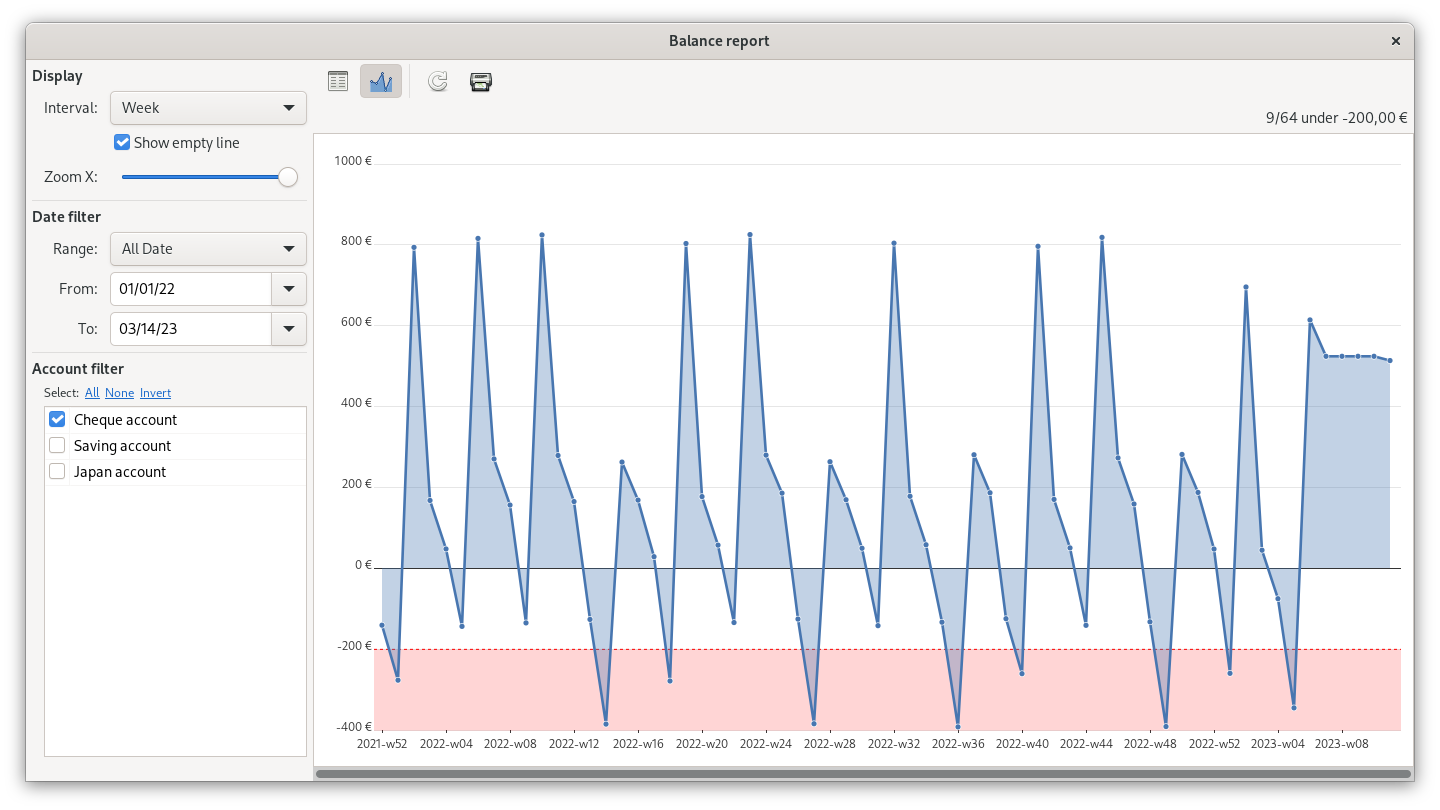 Balance report
Display
Interval: Week
Show empty line
Zoom X:
Date filter
Range: All Date
From: 01/01/22
To: 03/14/23
Account filter
Select: All None Invert
Cheque account
Saving account
Japan account
9/64 under -200,00 €
1000 €
800 €
600 €
400 €
200 €
0 €
-200 €
-400 €
2021-w52 2022-w04 2022-w08 2022-w12 2022-w16 2022-w20 2022-w24 2022-w28 2022-w32 2022-w36 2022-w40 2022-w44 2022-w48 2022-w52 2023-w04 2023-w08